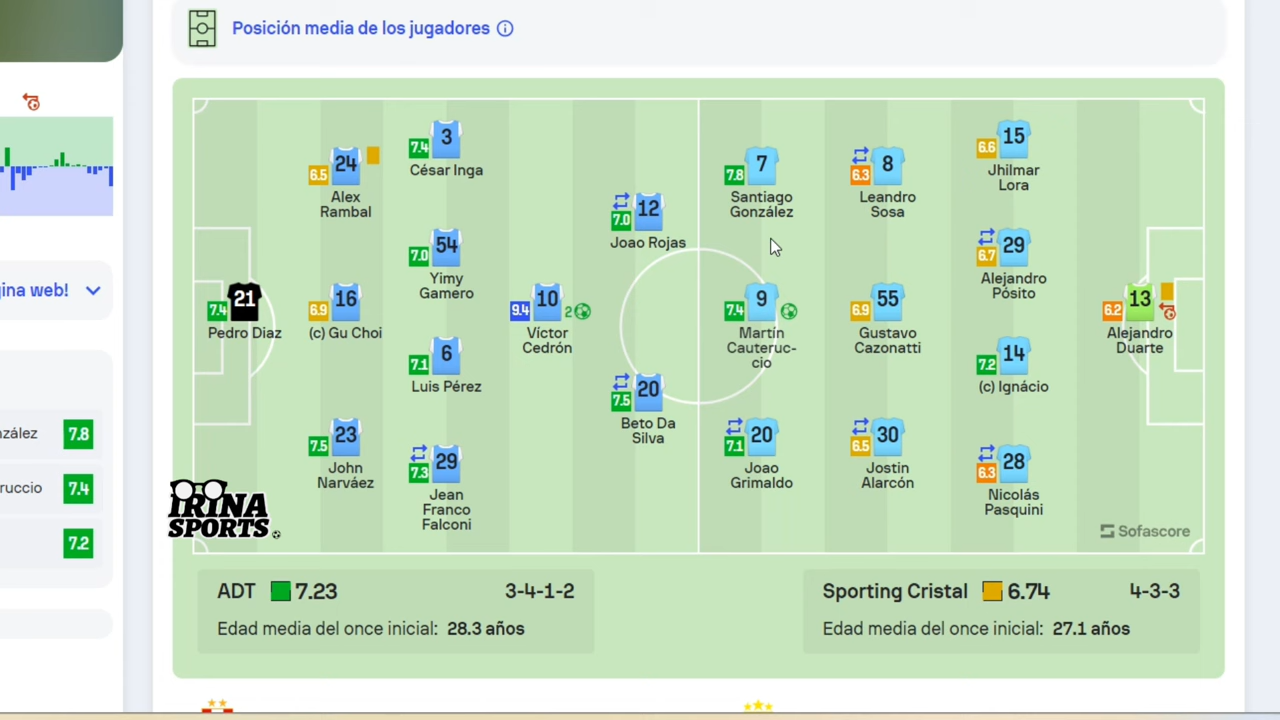 Posición media de los jugadores
gina web!
nzález 7.8
ruccio 7.4
7.2
21
7.4
Pedro Diaz
24
6.5
Alex
Rambal
16
6.9
(c) Gu Choi
23
7.5
John
Narváez
3
7.4
César Inga
54
7.0
Yimy
Gamero
6
7.1
Luis Pérez
29
7.3
Jean
Franco
Falconi
10
9.4
2
Víctor
Cedrón
12
7.0
Joao Rojas
20
7.5
Beto Da
Silva
7
7.8
Santiago
González
9
7.4
Martín
Cauteruc-
cio
20
7.1
Joao
Grimaldo
8
6.3
Leandro
Sosa
55
6.9
Gustavo
Cazonatti
30
6.5
Jostin
Alarcón
15
6.6
Jhilmar
Lora
29
6.7
Alejandro
Pósito
14
7.2
(c) Ignácio
28
6.3
Nicolás
Pasquini
13
6.2
Alejandro
Duarte
IRINA
SPORTS
Sofascore
ADT 7.23 3-4-1-2
Edad media del once inicial: 28.3 años
Sporting Cristal 6.74 4-3-3
Edad media del once inicial: 27.1 años